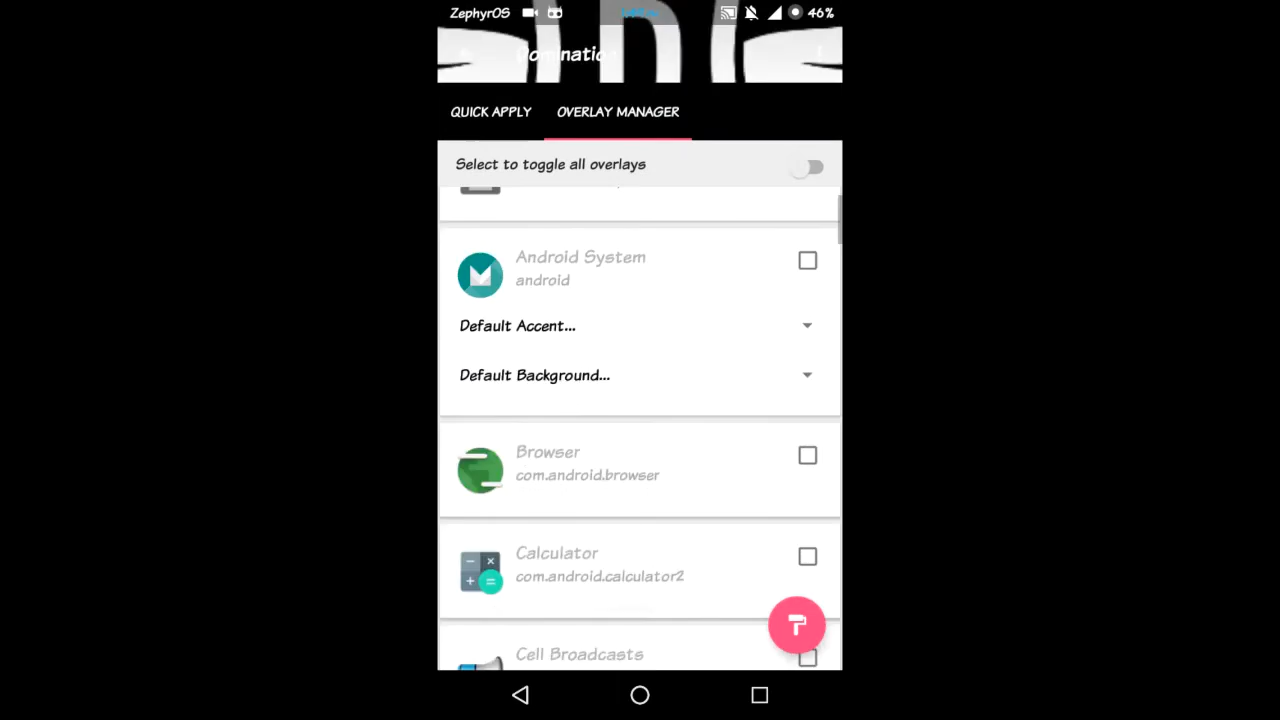 ZephyrOS
46%
Domination
QUICK APPLY
OVERLAY MANAGER
Select to toggle all overlays
Android System
android
Default Accent...
Default Background...
Browser
com.android.browser
Calculator
com.android.calculator2
Cell Broadcasts